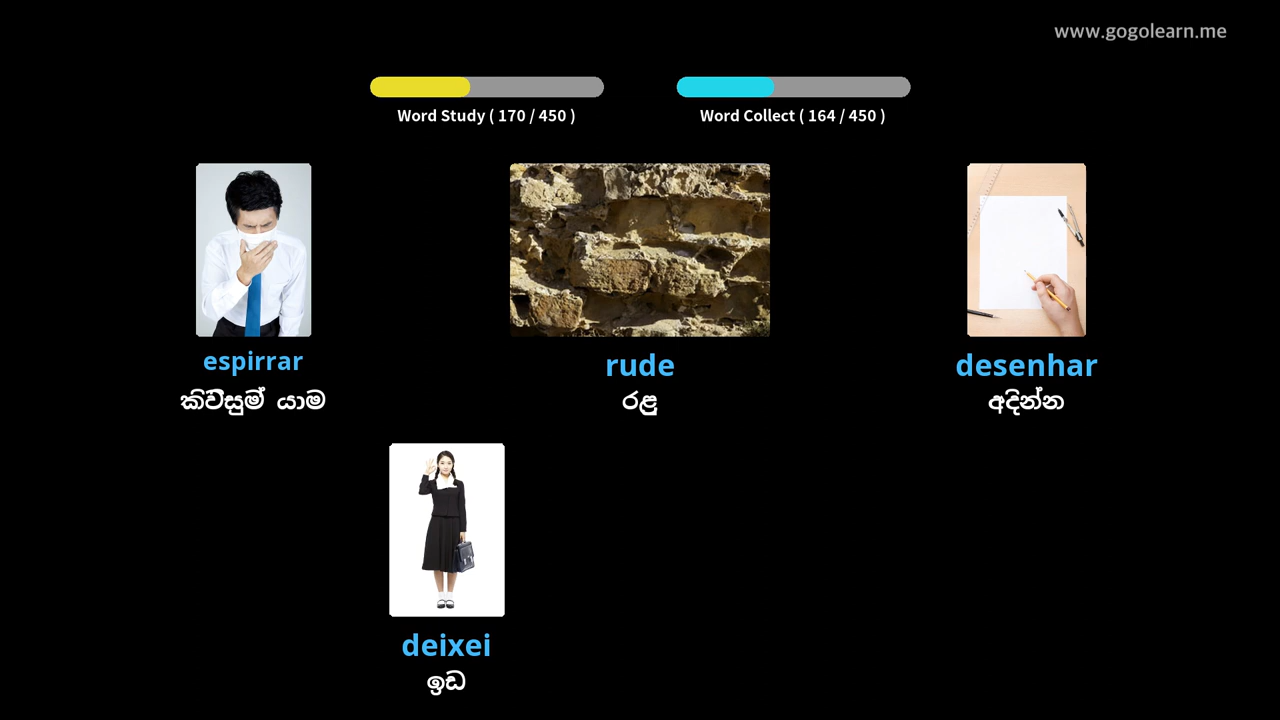 www.gogolearn.me
Word Study ( 170 / 450 )
Word Collect ( 164 / 450 )
espirrar
කිවිසුම් යාම
rude
රළු
desenhar
අදින්න
deixei
ඉඩ